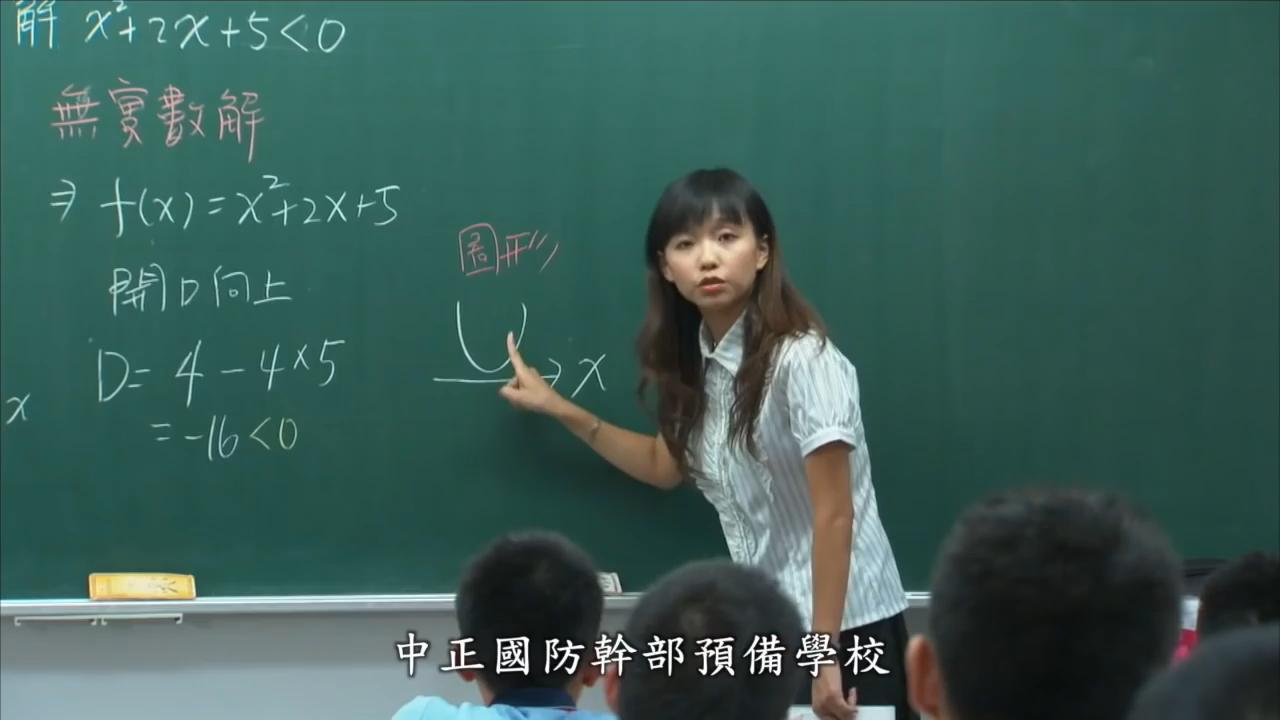 解 x²+2x+5<0
無實數解
⇒ f(x)=x²+2x+5
圖形
開口向上
D=4-4×5
x
x
=-16<0
中正國防幹部預備學校